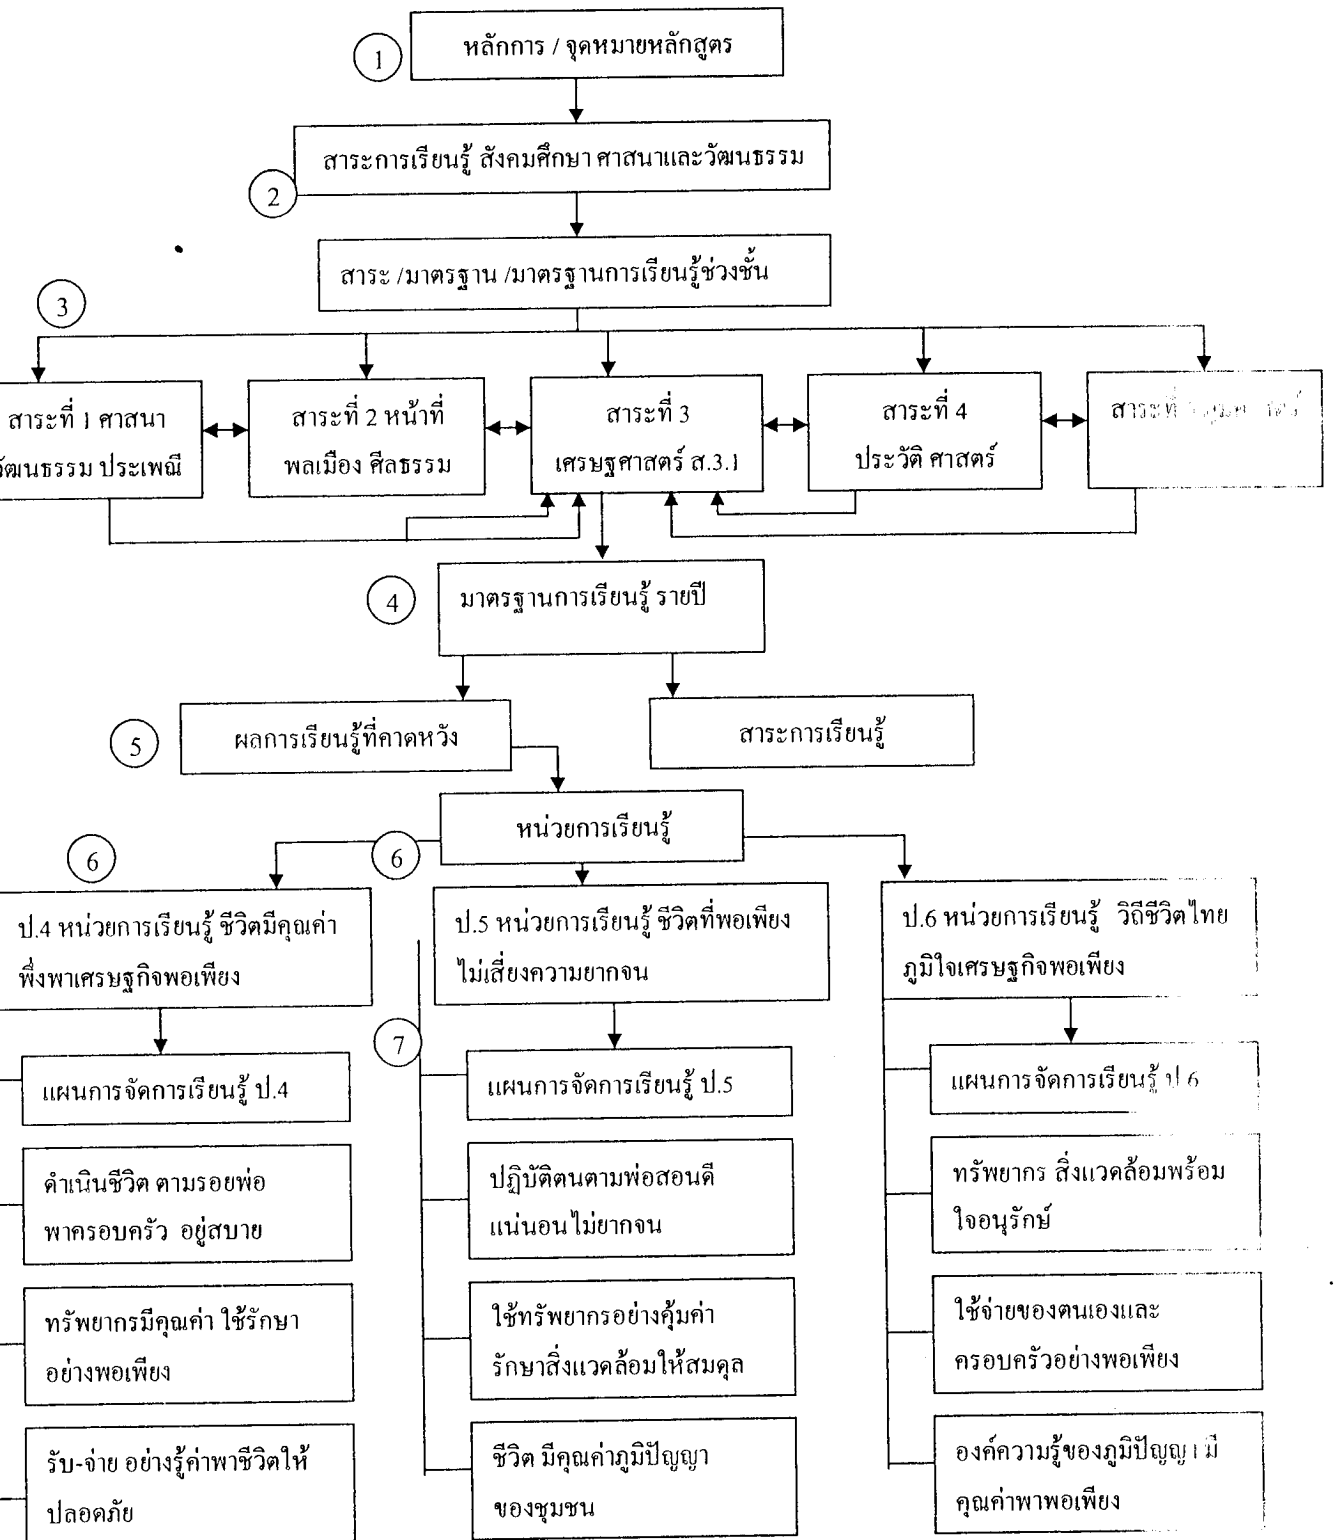 1
หลักการ / จุดหมายหลักสูตร
สาระการเรียนรู้ สังคมศึกษา ศาสนาและวัฒนธรรม
2
สาระ /มาตรฐาน /มาตรฐานการเรียนรู้ช่วงชั้น
3
สาระที่ 1 ศาสนา
วัฒนธรรม ประเพณี
สาระที่ 2 หน้าที่
พลเมือง ศีลธรรม
สาระที่ 3
เศรษฐศาสตร์ ส.3.1
สาระที่ 4
ประวัติ ศาสตร์
สาระที่
4
มาตรฐานการเรียนรู้ รายปี
5
ผลการเรียนรู้ที่คาดหวัง
สาระการเรียนรู้
หน่วยการเรียนรู้
6
6
ป.4 หน่วยการเรียนรู้ ชีวิตมีคุณค่า
พึ่งพาเศรษฐกิจพอเพียง
ป.5 หน่วยการเรียนรู้ ชีวิตที่พอเพียง
ไม่เสี่ยงความยากจน
ป.6 หน่วยการเรียนรู้ วิถีชีวิตไทย
ภูมิใจเศรษฐกิจพอเพียง
7
แผนการจัดการเรียนรู้ ป.4
ดำเนินชีวิต ตามรอยพ่อ
พาครอบครัว อยู่สบาย
ทรัพยากรมีคุณค่า ใช้รักษา
อย่างพอเพียง
รับ-จ่าย อย่างรู้ค่าพาชีวิตให้
ปลอดภัย
แผนการจัดการเรียนรู้ ป.5
ปฏิบัติตนตามพ่อสอนดี
แน่นอนไม่ยากจน
ใช้ทรัพยากรอย่างคุ้มค่า
รักษาสิ่งแวดล้อมให้สมดุล
ชีวิต มีคุณค่าภูมิปัญญา
ของชุมชน
แผนการจัดการเรียนรู้ ป 6
ทรัพยากร สิ่งแวดล้อมพร้อม
ใจอนุรักษ์
ใช้จ่ายของตนเองและ
ครอบครัวอย่างพอเพียง
องค์ความรู้ของภูมิปัญญา มี
คุณค่าพาพอเพียง